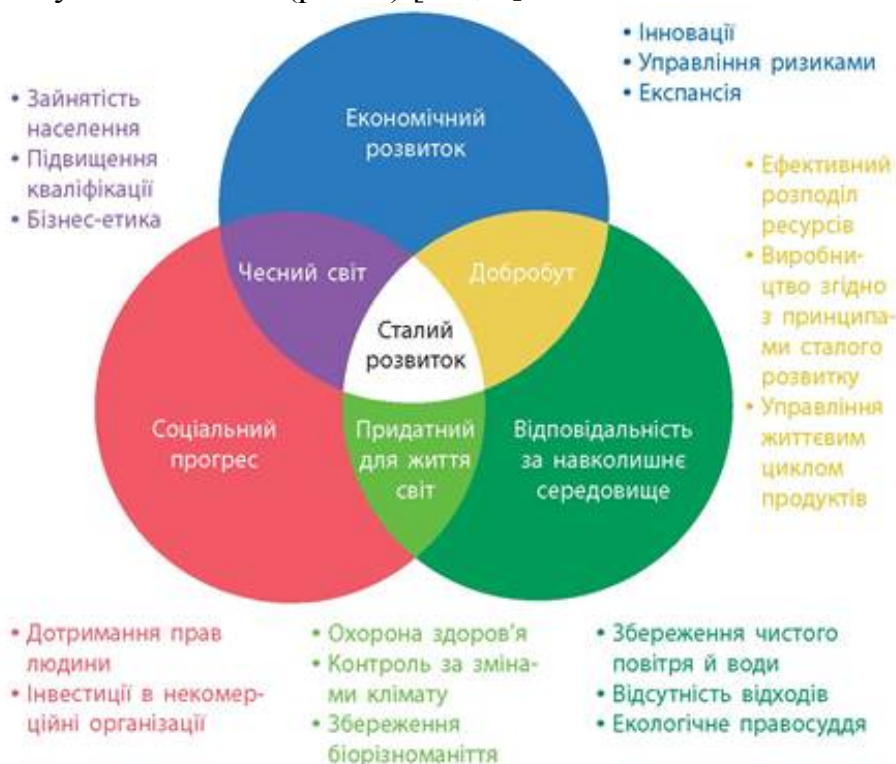 • Інновації
• Управління ризиками
• Експансія
• Зайнятість
населення
• Підвищення
кваліфікації
• Бізнес-етика
Економічний
розвиток
• Ефективний
розподіл
ресурсів
• Виробни-
цтво згідно
з принципа-
ми сталого
розвитку
• Управління
життєвим
циклом
продуктів
Чесний світ
Добробут
Сталий
розвиток
Соціальний
прогрес
Придатний
для життя
світ
Відповідальність
за навколишнє
середовище
• Дотримання прав
людини
• Інвестиції в некомер-
ційні організації
• Охорона здоров'я
• Контроль за зміна-
ми клімату
• Збереження
біорізноманіття
• Збереження чистого
повітря й води
• Відсутність відходів
• Екологічне правосуддя